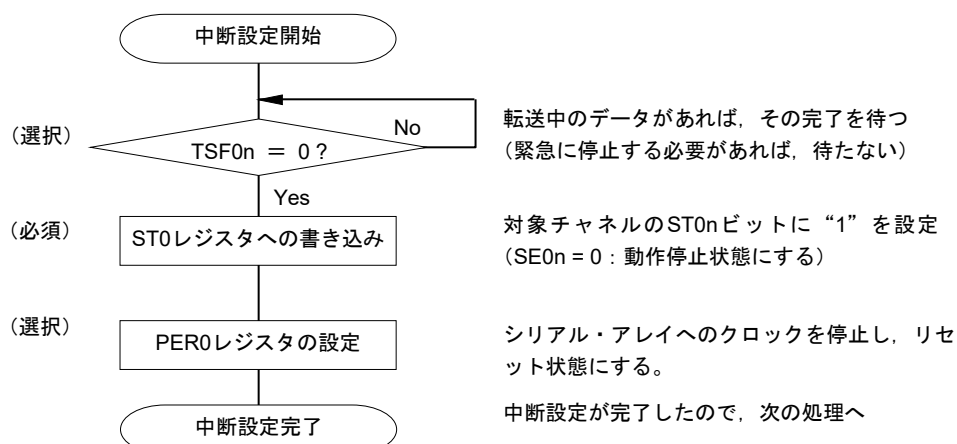 中断設定開始
(選択)
TSF0n = 0?
No
転送中のデータがあれば，その完了を待つ
(緊急に停止する必要があれば，待たない)
Yes
(必須)
ST0レジスタへの書き込み
対象チャネルのST0nビットに“1”を設定
(SE0n = 0：動作停止状態にする)
(選択)
PER0レジスタの設定
シリアル・アレイへのクロックを停止し，リセ
ット状態にする。
中断設定完了
中断設定が完了したので，次の処理へ